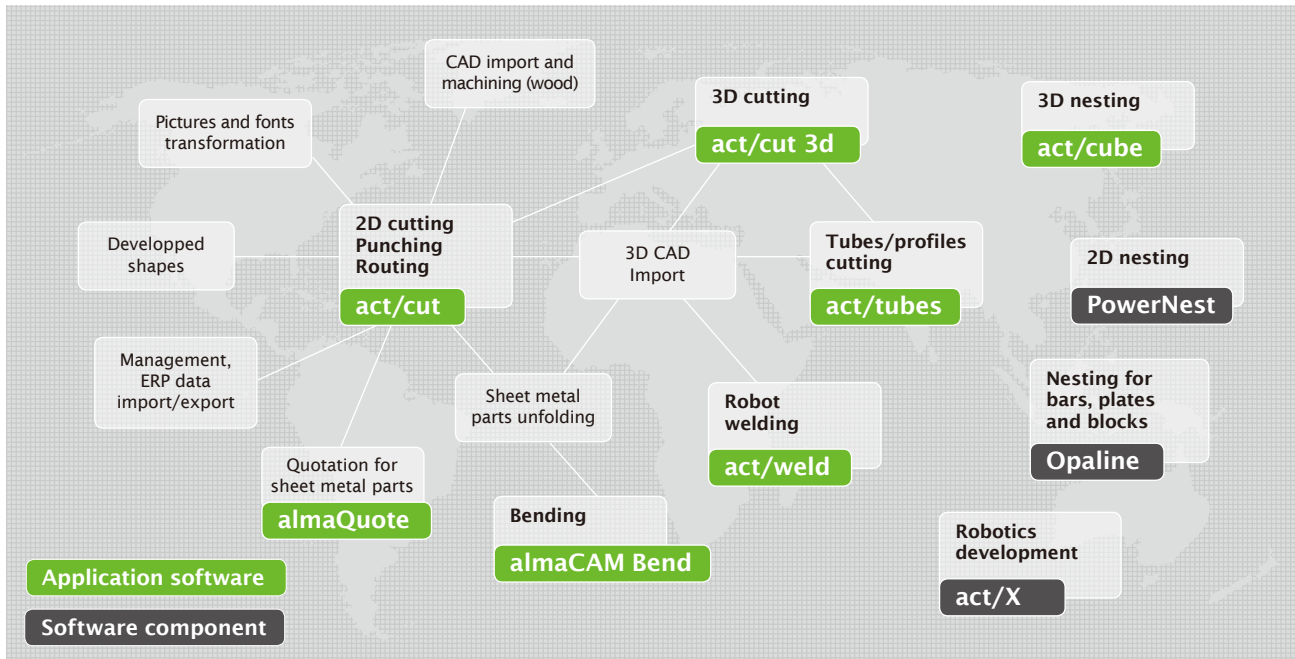 CAD import and
machining (wood)
Pictures and fonts
transformation
3D cutting
act/cut 3d
3D nesting
act/cube
Developped
shapes
2D cutting
Punching
Routing
act/cut
3D CAD
Import
Tubes/profiles
cutting
act/tubes
2D nesting
PowerNest
Management,
ERP data
import/export
Sheet metal
parts unfolding
Robot
welding
act/weld
Nesting for
bars, plates
and blocks
Opaline
Quotation for
sheet metal parts
almaQuote
Bending
almaCAM Bend
Robotics
development
act/X
Application software
Software component